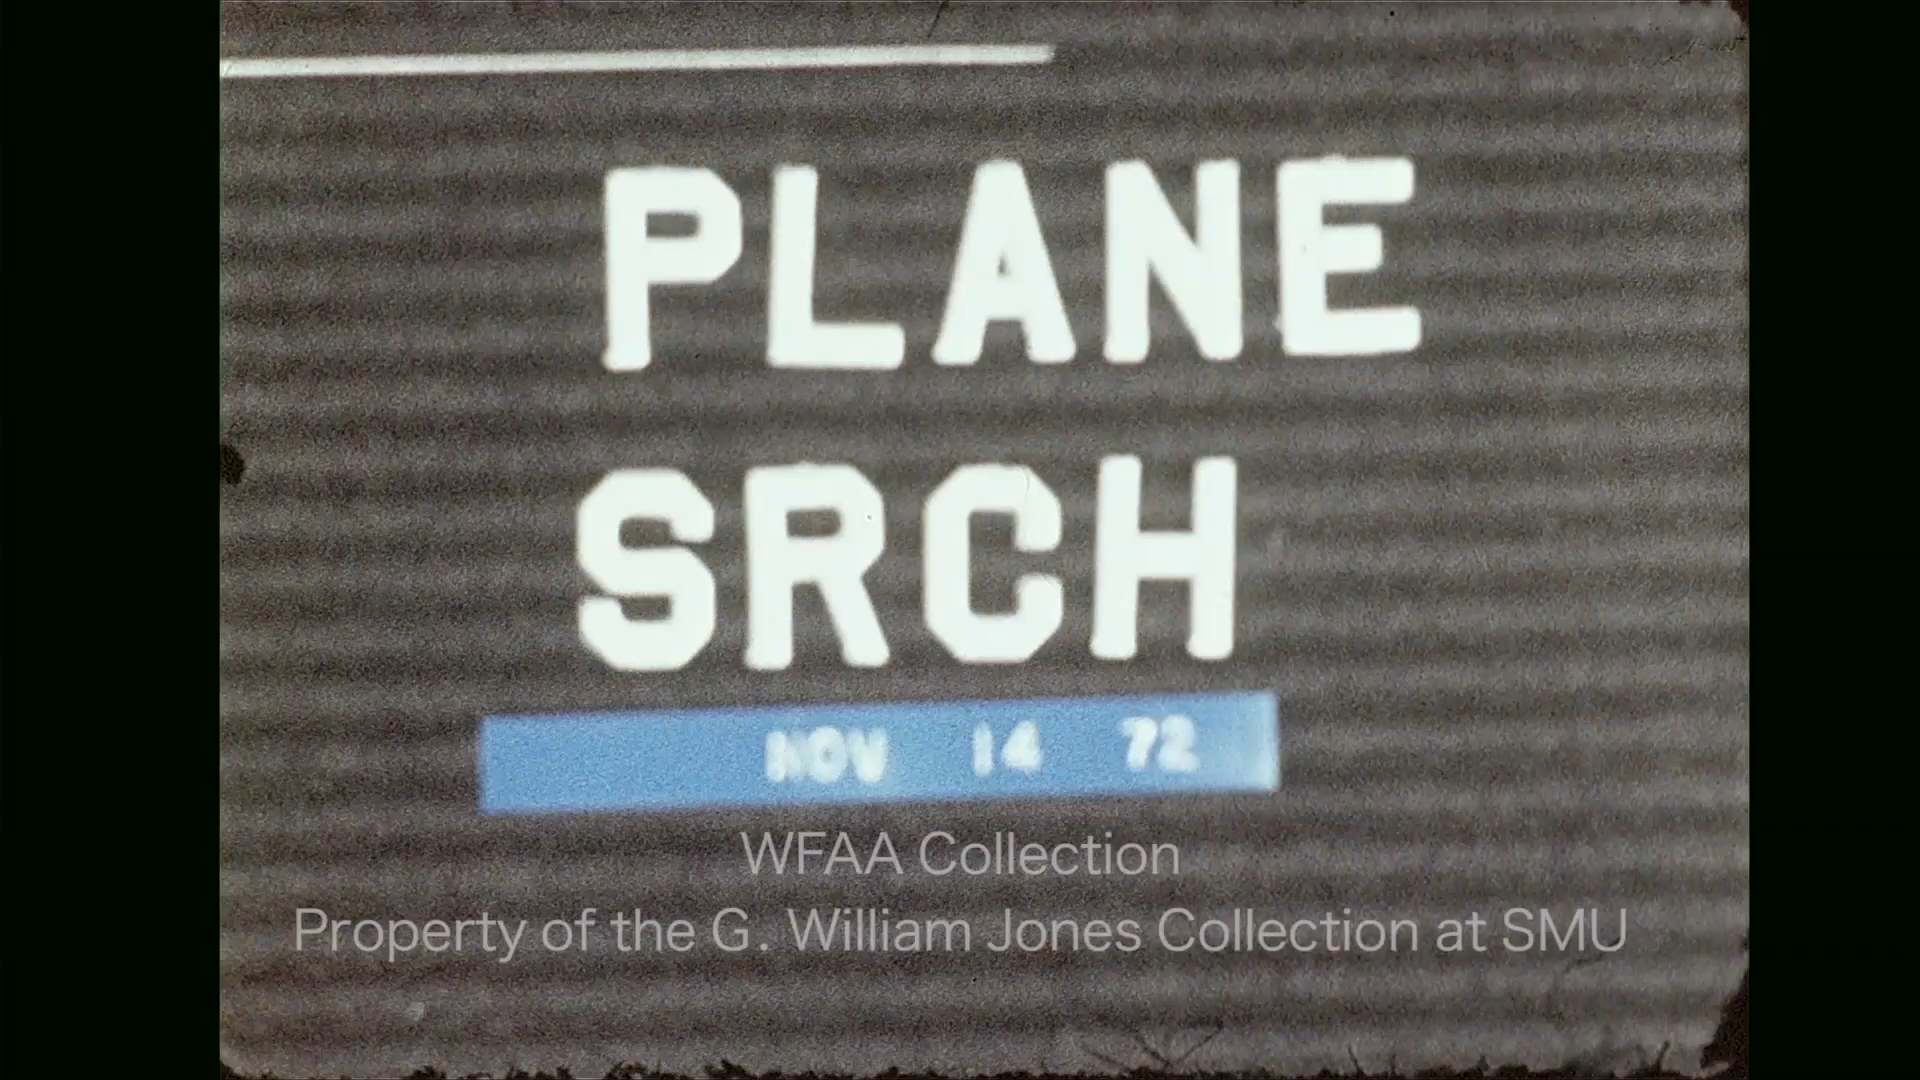 PLANE
SRCH
NOV 14 72
WFAA Collection
Property of the G. William Jones Collection at SMU